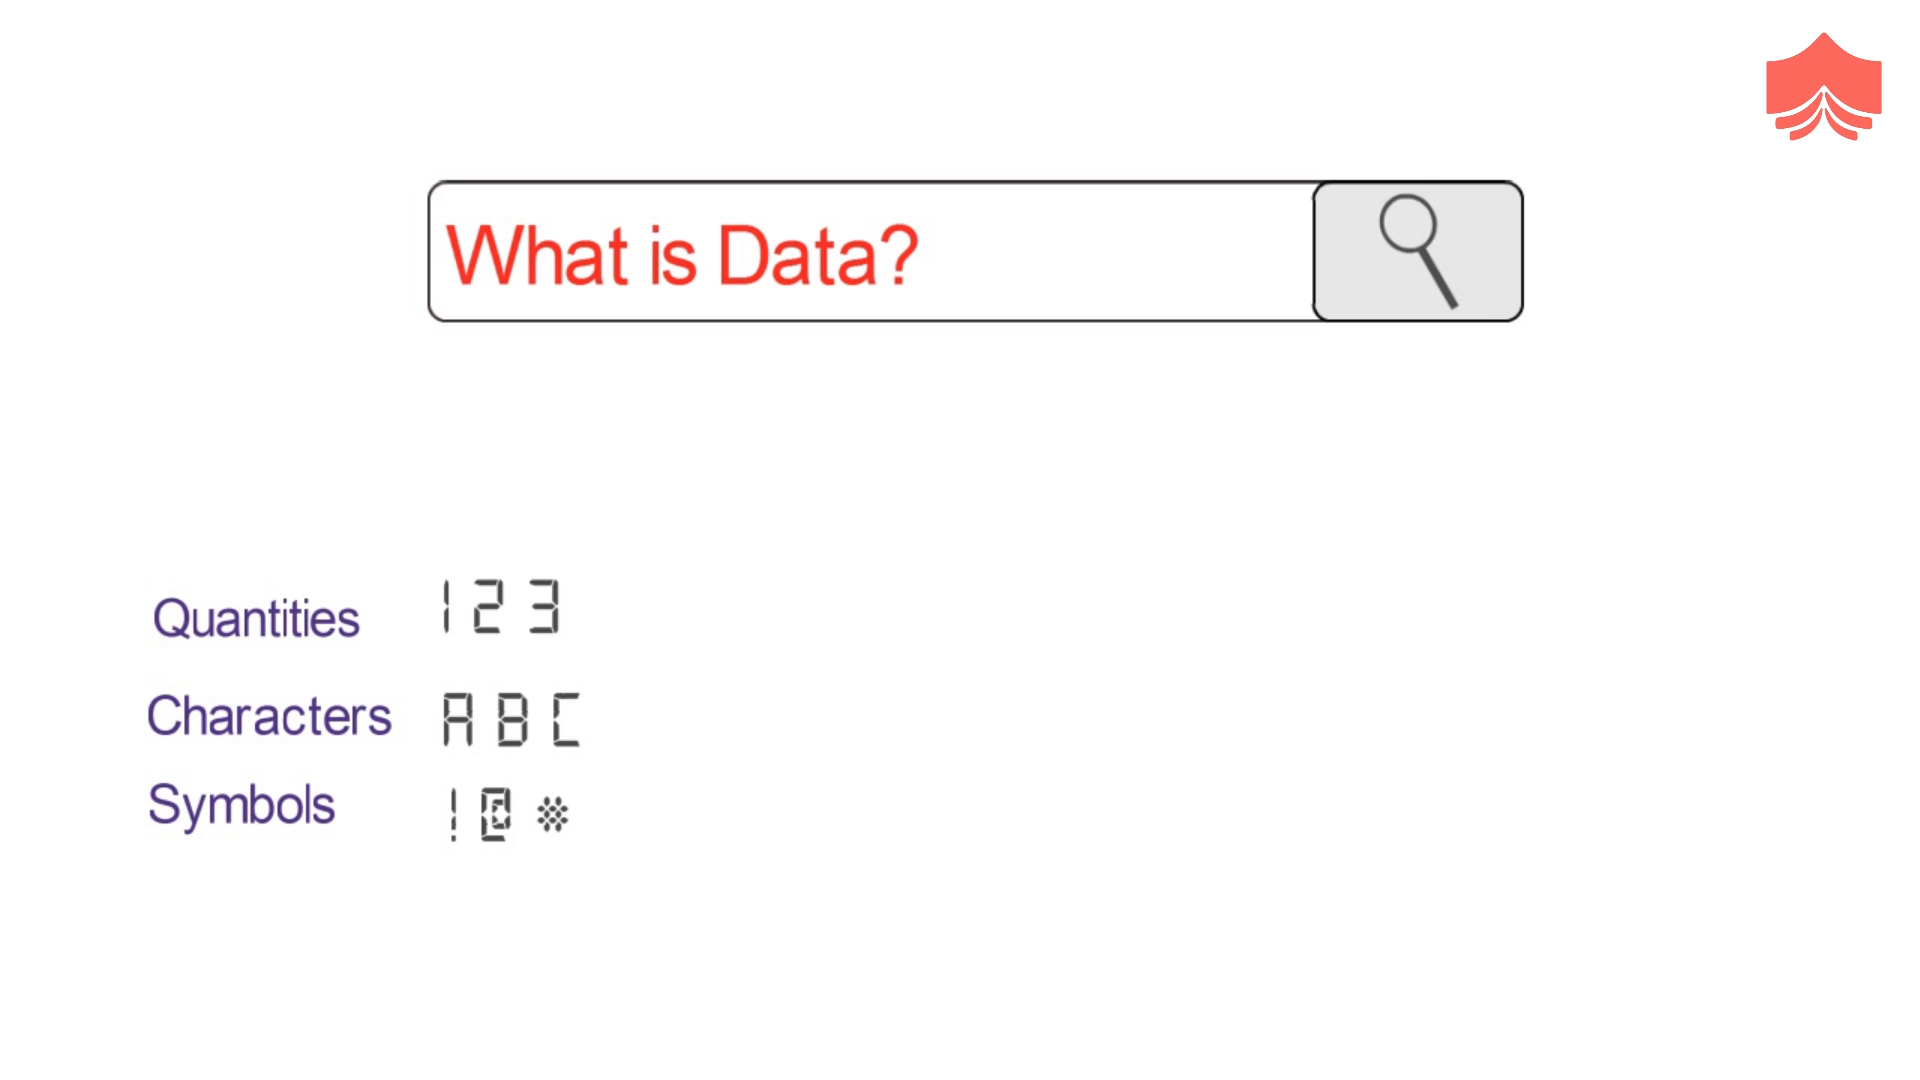 What is Data?
Quantities 1 2 3
Characters A B C
Symbols ! @ *